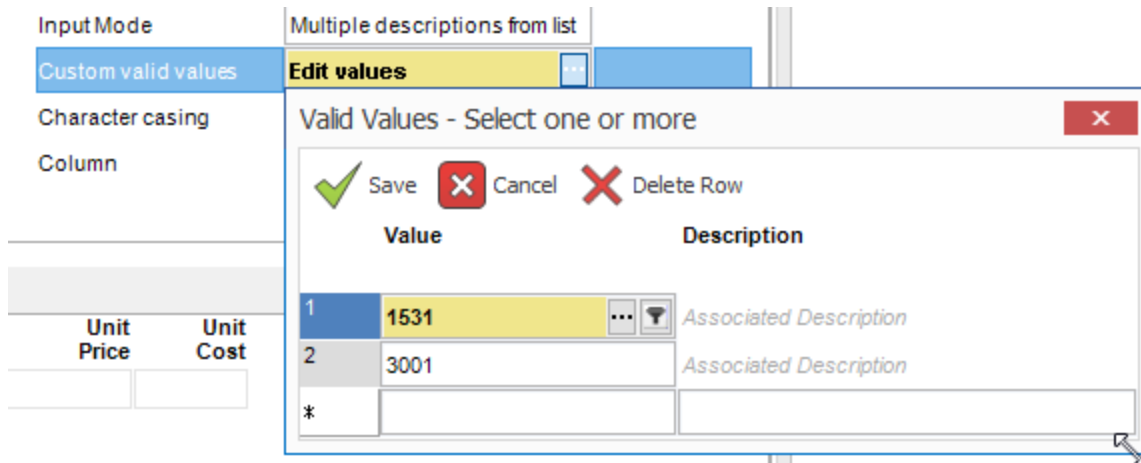 Input Mode Multiple descriptions from list
Custom valid values Edit values ...
Character casing
Column
Valid Values - Select one or more
Save Cancel Delete Row
Value Description
1 1531 ... Associated Description
2 3001 Associated Description
*
Unit Unit
Price Cost